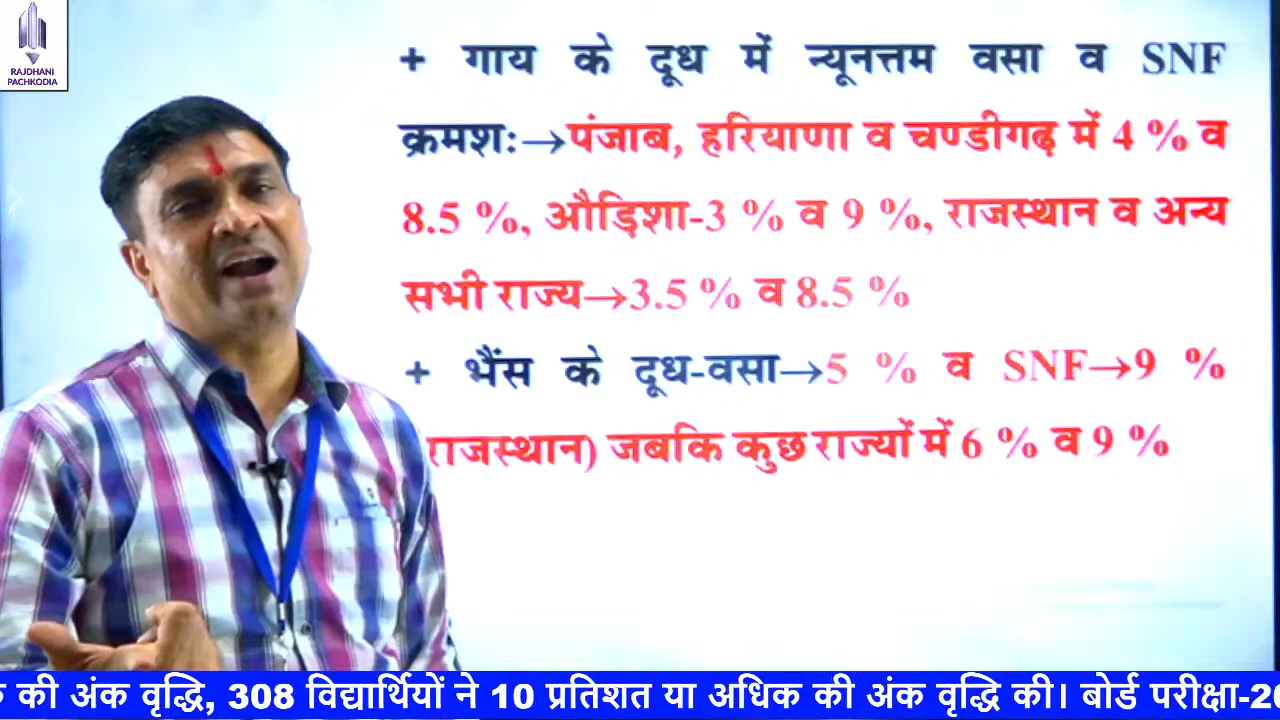 RAJDHANI
PACHKODIA
+ गाय के दूध में न्यूनत्तम वसा व SNF
क्रमशः→पंजाब, हरियाणा व चण्डीगढ़ में 4 % व
8.5 %, औड़िशा-3 % व 9 %, राजस्थान व अन्य
सभी राज्य→3.5 % व 8.5 %
+ भैंस के दूध-वसा→5 % व SNF→9 %
राजस्थान) जबकि कुछ राज्यों में 6 % व 9 %
की अंक वृद्धि, 308 विद्यार्थियों ने 10 प्रतिशत या अधिक की अंक वृद्धि की। बोर्ड परीक्षा-